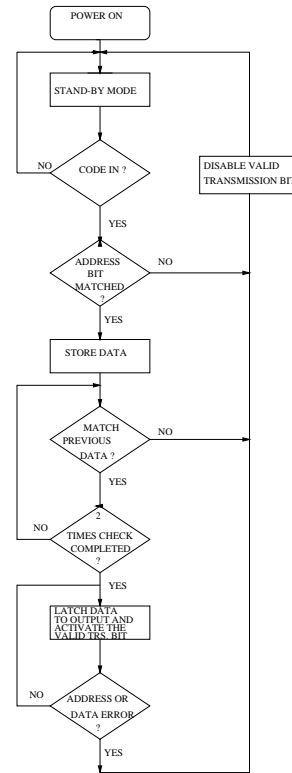 POWER ON
STAND-BY MODE
NO
CODE IN ?
DISABLE VALID
TRANSMISSION BIT
YES
ADDRESS
BIT
MATCHED
?
NO
YES
STORE DATA
MATCH
PREVIOUS
DATA ?
NO
YES
2
TIMES CHECK
COMPLETED
?
NO
YES
LATCH DATA
TO OUTPUT AND
ACTIVATE THE
VALID TRS. BIT
NO
ADDRESS OR
DATA ERROR
?
YES